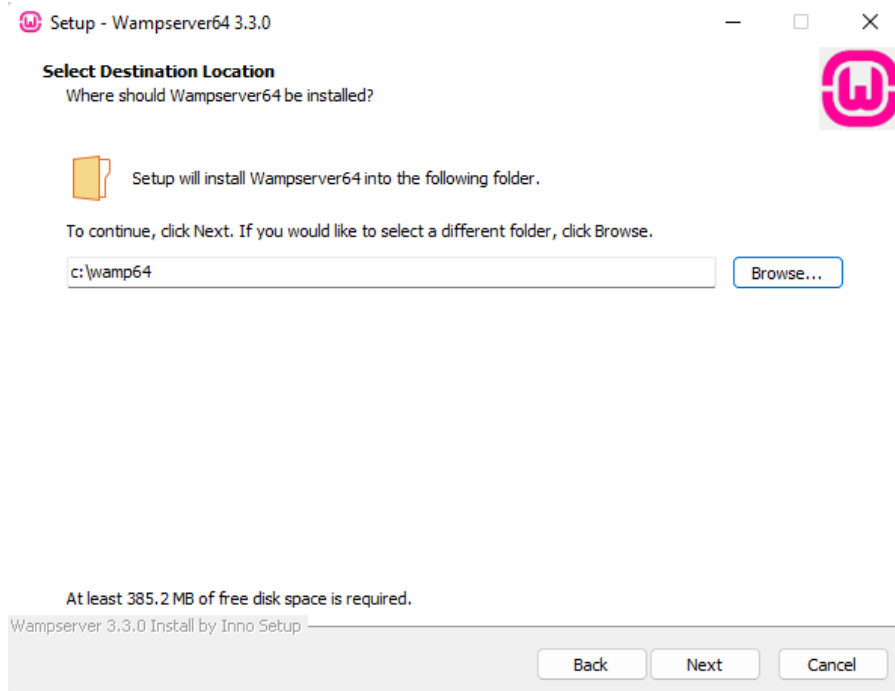 Setup - Wampserver64 3.3.0
Select Destination Location
Where should Wampserver64 be installed?
Setup will install Wampserver64 into the following folder.
To continue, click Next. If you would like to select a different folder, click Browse.
c:\wamp64
Browse...
At least 385.2 MB of free disk space is required.
Wampserver 3.3.0 Install by Inno Setup
Back
Next
Cancel